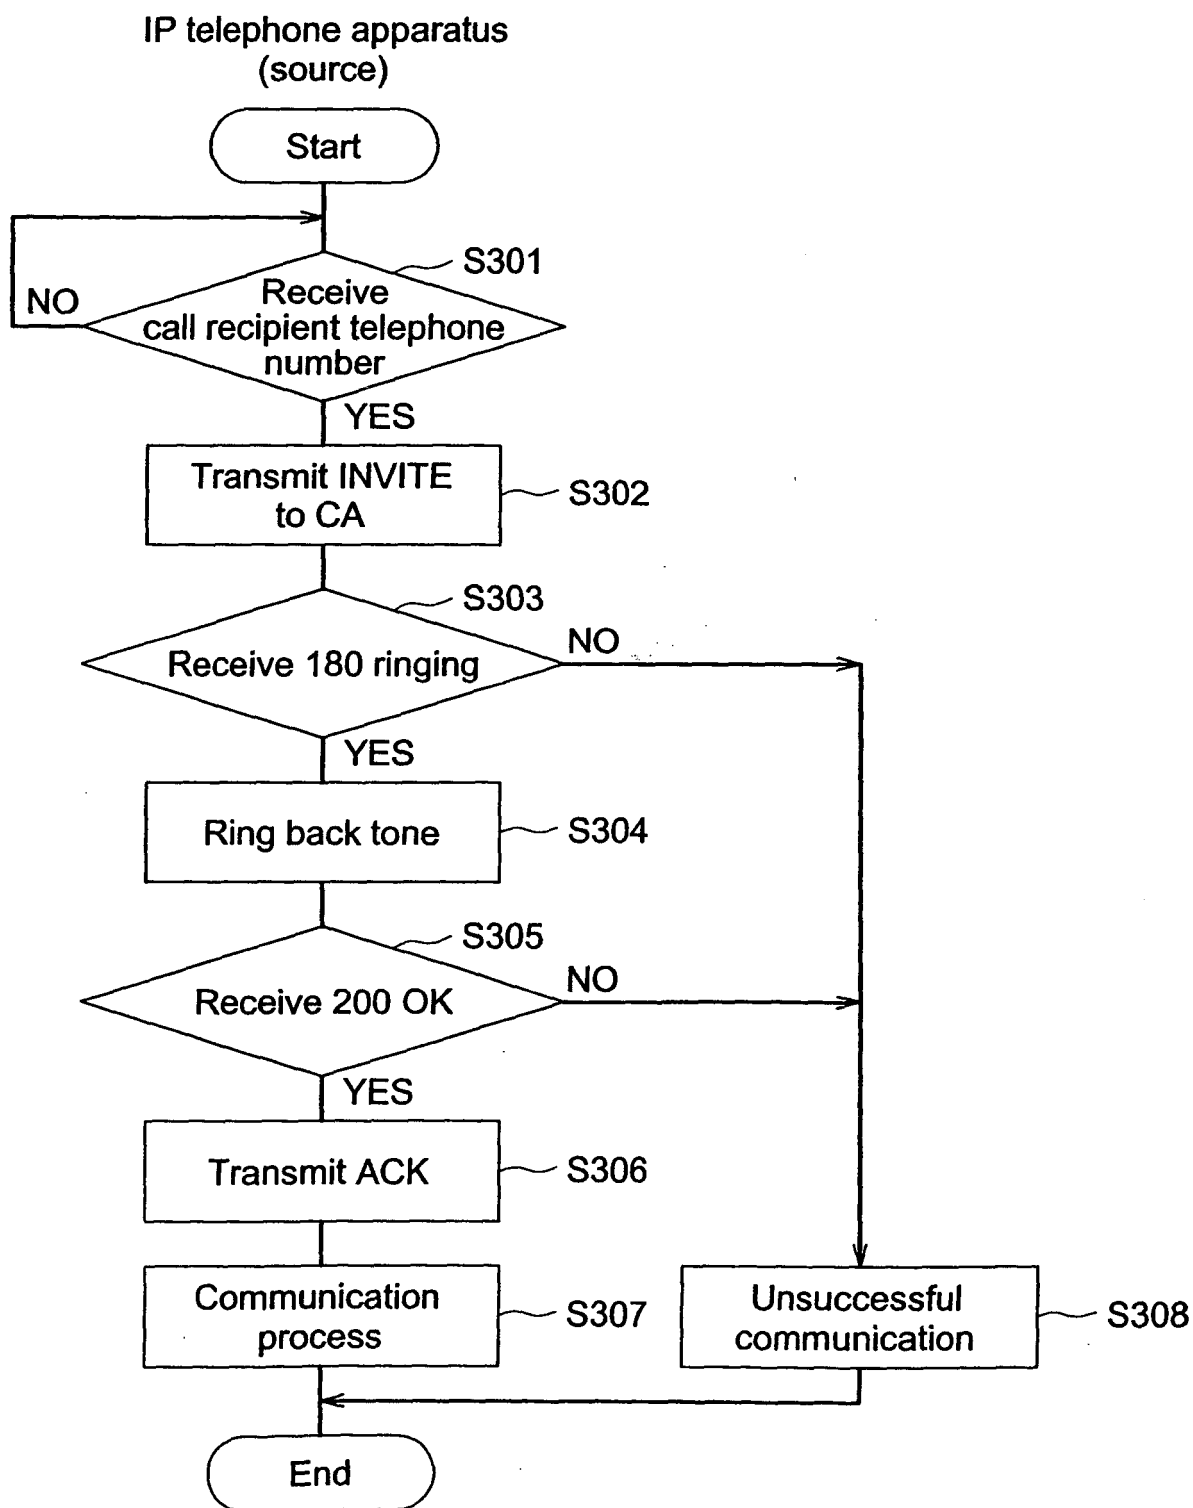 IP telephone apparatus
(source)
Start
S301
NO
Receive
call recipient telephone
number
YES
Transmit INVITE
to CA
S302
S303
NO
Receive 180 ringing
YES
Ring back tone
S304
S305
NO
Receive 200 OK
YES
Transmit ACK
S306
Communication
process
S307
Unsuccessful
communication
S308
End